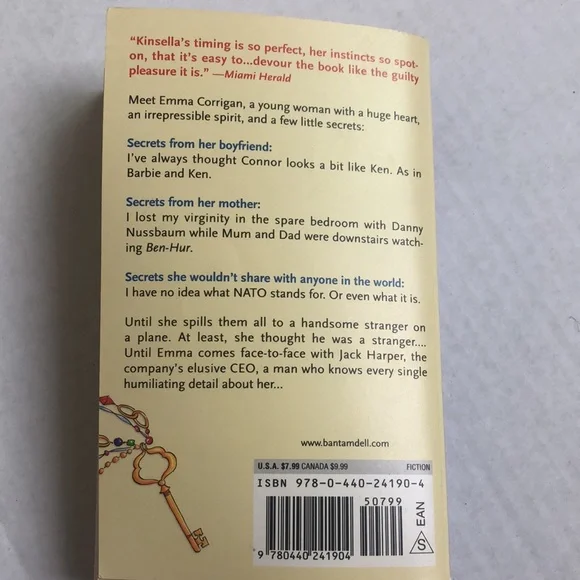 “Kinsella’s timing is so perfect, her instincts so spot-
on, that it’s easy to...devour the book like the guilty
pleasure it is.” —Miami Herald
Meet Emma Corrigan, a young woman with a huge heart,
an irrepressible spirit, and a few little secrets:
Secrets from her boyfriend:
I’ve always thought Connor looks a bit like Ken. As in
Barbie and Ken.
Secrets from her mother:
I lost my virginity in the spare bedroom with Danny
Nussbaum while Mum and Dad were downstairs watch-
ing Ben-Hur.
Secrets she wouldn’t share with anyone in the world:
I have no idea what NATO stands for. Or even what it is.
Until she spills them all to a handsome stranger on
a plane. At least, she thought he was a stranger....
Until Emma comes face-to-face with Jack Harper, the
company’s elusive CEO, a man who knows every single
humiliating detail about her...
www.bantamdell.com
U.S.A. $7.99 CANADA $9.99 FICTION
ISBN 978-0-440-24190-4
50799
EAN
S
9 780440 241904